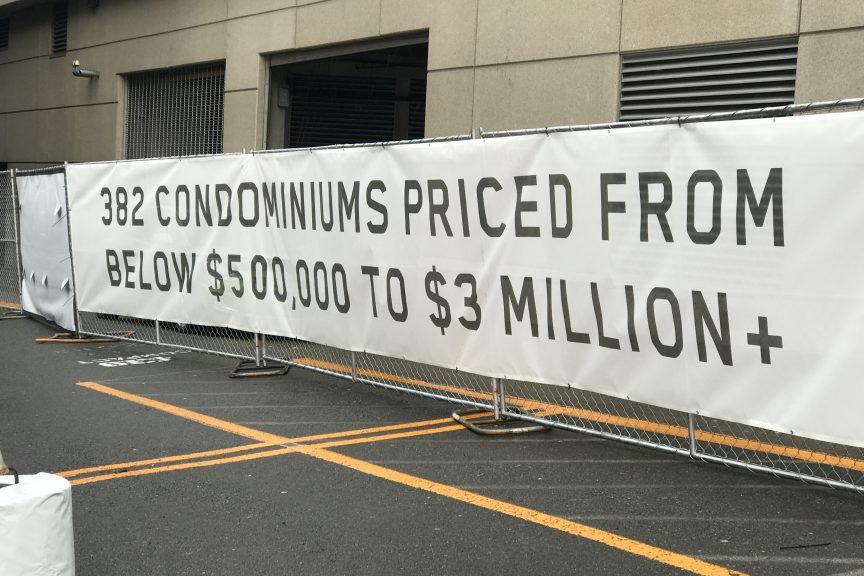 382 CONDOMINIUMS PRICED FROM
BELOW $500,000 TO $3 MILLION+